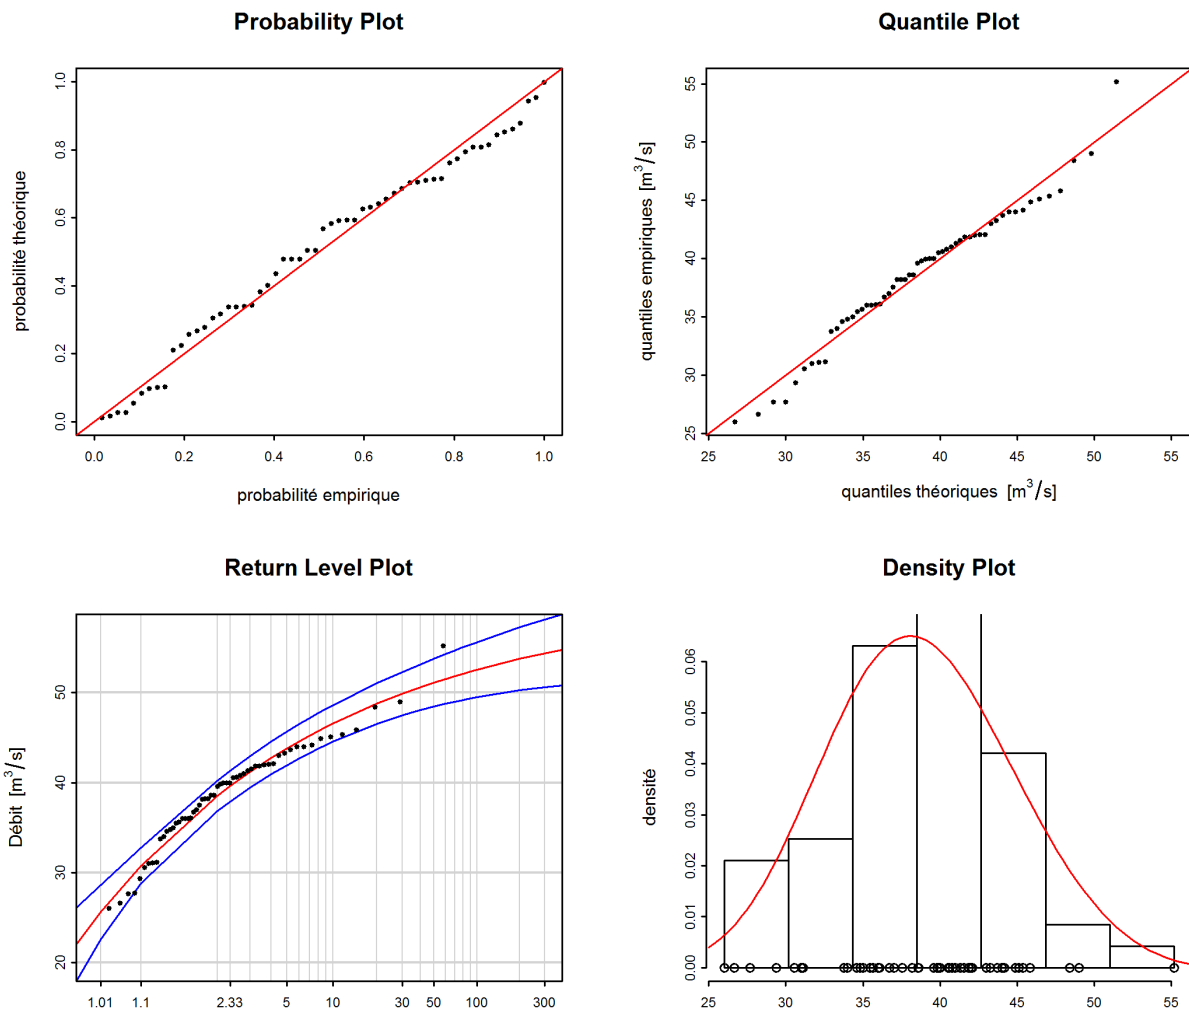 Probability Plot
probabilité théorique
0.0 0.2 0.4 0.6 0.8 1.0
0.0 0.2 0.4 0.6 0.8 1.0
probabilité empirique
Quantile Plot
quantiles empiriques [m³/s]
25 30 35 40 45 50 55
25 30 35 40 45 50 55
quantiles théoriques [m³/s]
Return Level Plot
Débit [m³/s]
20 30 40 50
1.01 1.1 2.33 5 10 30 50 100 300
Density Plot
densité
0.00 0.01 0.02 0.03 0.04 0.05 0.06
25 30 35 40 45 50 55